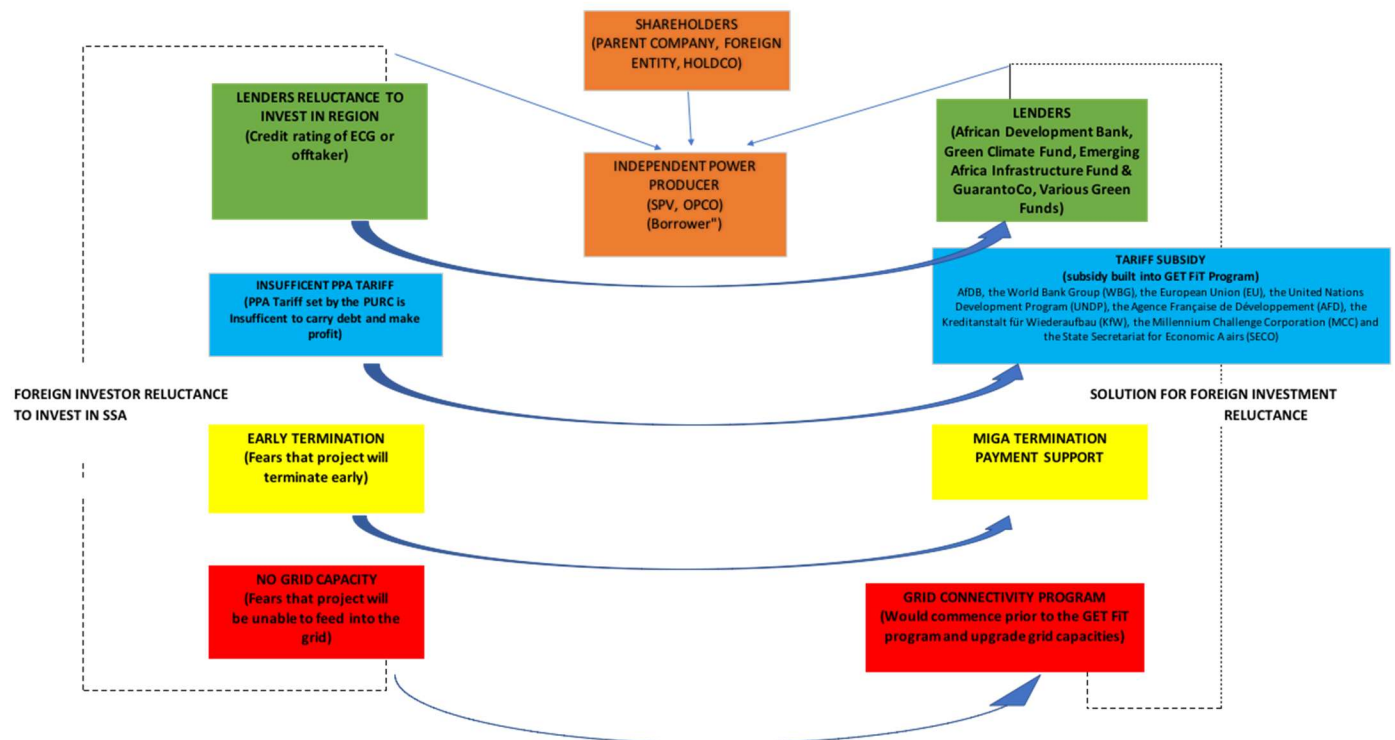 SHAREHOLDERS
(PARENT COMPANY, FOREIGN
ENTITY, HOLDCO)
LENDERS RELUCTANCE TO
INVEST IN REGION
(Credit rating of ECG or
offtaker)
INDEPENDENT POWER
PRODUCER
(SPV, OPCO)
(Borrower")
LENDERS
(African Development Bank,
Green Climate Fund, Emerging
Africa Infrastructure Fund &
GuarantoCo, Various Green
Funds)
INSUFFICENT PPA TARIFF
(PPA Tariff set by the PURC is
Insufficent to carry debt and make
profit)
TARIFF SUBSIDY
(subsidy built into GET FiT Program)
AfDB, the World Bank Group (WBG), the European Union (EU), the United Nations
Development Program (UNDP), the Agence Française de Développement (AFD), the
Kreditanstalt für Wiederaufbau (KfW), the Millennium Challenge Corporation (MCC) and
the State Secretariat for Economic A airs (SECO)
FOREIGN INVESTOR RELUCTANCE
TO INVEST IN SSA
SOLUTION FOR FOREIGN INVESTMENT
RELUCTANCE
EARLY TERMINATION
(Fears that project will
terminate early)
MIGA TERMINATION
PAYMENT SUPPORT
NO GRID CAPACITY
(Fears that project will
be unable to feed into the
grid)
GRID CONNECTIVITY PROGRAM
(Would commence prior to the GET FiT
program and upgrade grid capacities)